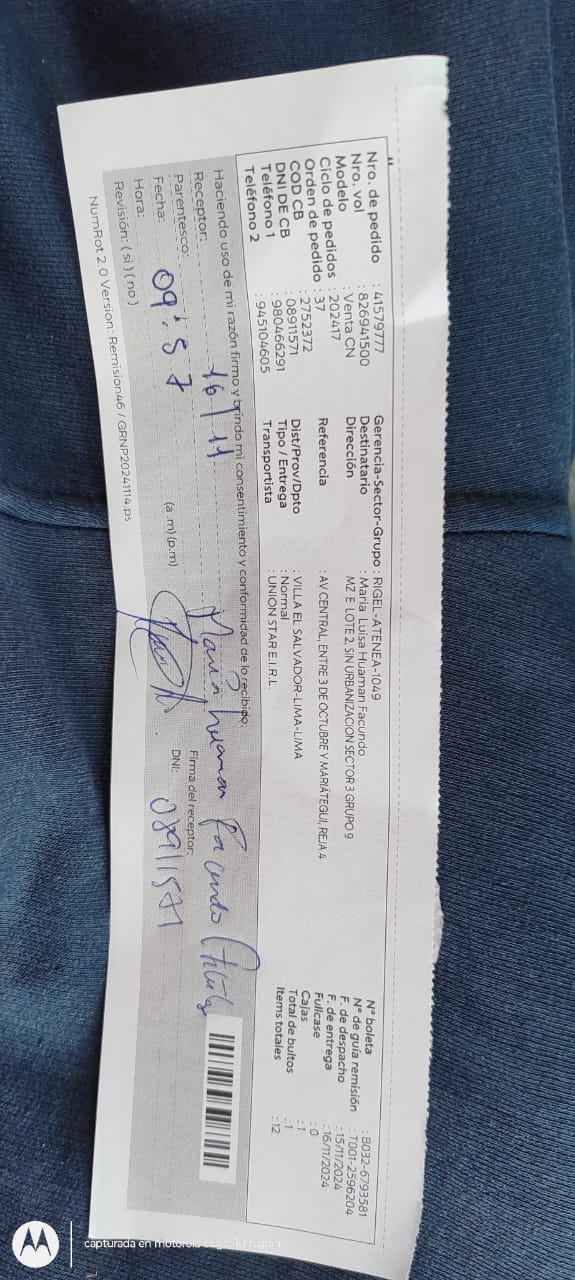 Nro. de pedido : 41579777
Nro. vol : 826941500
Modelo : Venta CN
Ciclo de pedidos : 202417
Orden de pedido : 37
COD CB : 2752372
DNI DE CB : 08911571
Teléfono 1 : 980466291
Teléfono 2 : 945104605
Gerencia-Sector-Grupo : RIGEL-ATENEA-1049
Destinatario : Maria Luisa Huaman Facundo
Dirección MZ E LOTE 2, SIN URBANIZACION SECTOR 3 GRUPO 9
Referencia : AV CENTRAL, ENTRE 3 DE OCTUBRE Y MARIÁTEGUI, REJA 4
Dist/Prov/Dpto : VILLA EL SALVADOR-LIMA-LIMA
Tipo / Entrega : Normal
Transportista : UNION STAR E.I.R.L
N° boleta : B032-6793581
N° de guía remisión : T001-2596204
F. de despacho : 15/11/2024
F. de entrega : 16/11/2024
Fullcase : 0
Cajas : 1
Total de bultos : 1
Items totales : 12
Haciendo uso de mi razón firmo y brindo mi consentimiento y conformidad de lo recibido:
Receptor: Maria Huaman Facundo (Titular
Parentesco: 16/11
Firma del receptor:
Fecha: 09:57
DNI: 08911571
Hora: (a .m) (p.m)
Revisión: ( si ) ( no )
NumRot 2.0 Version: Remision46 / GRNP20241114.ps
capturada en motorola edge 30 fusion